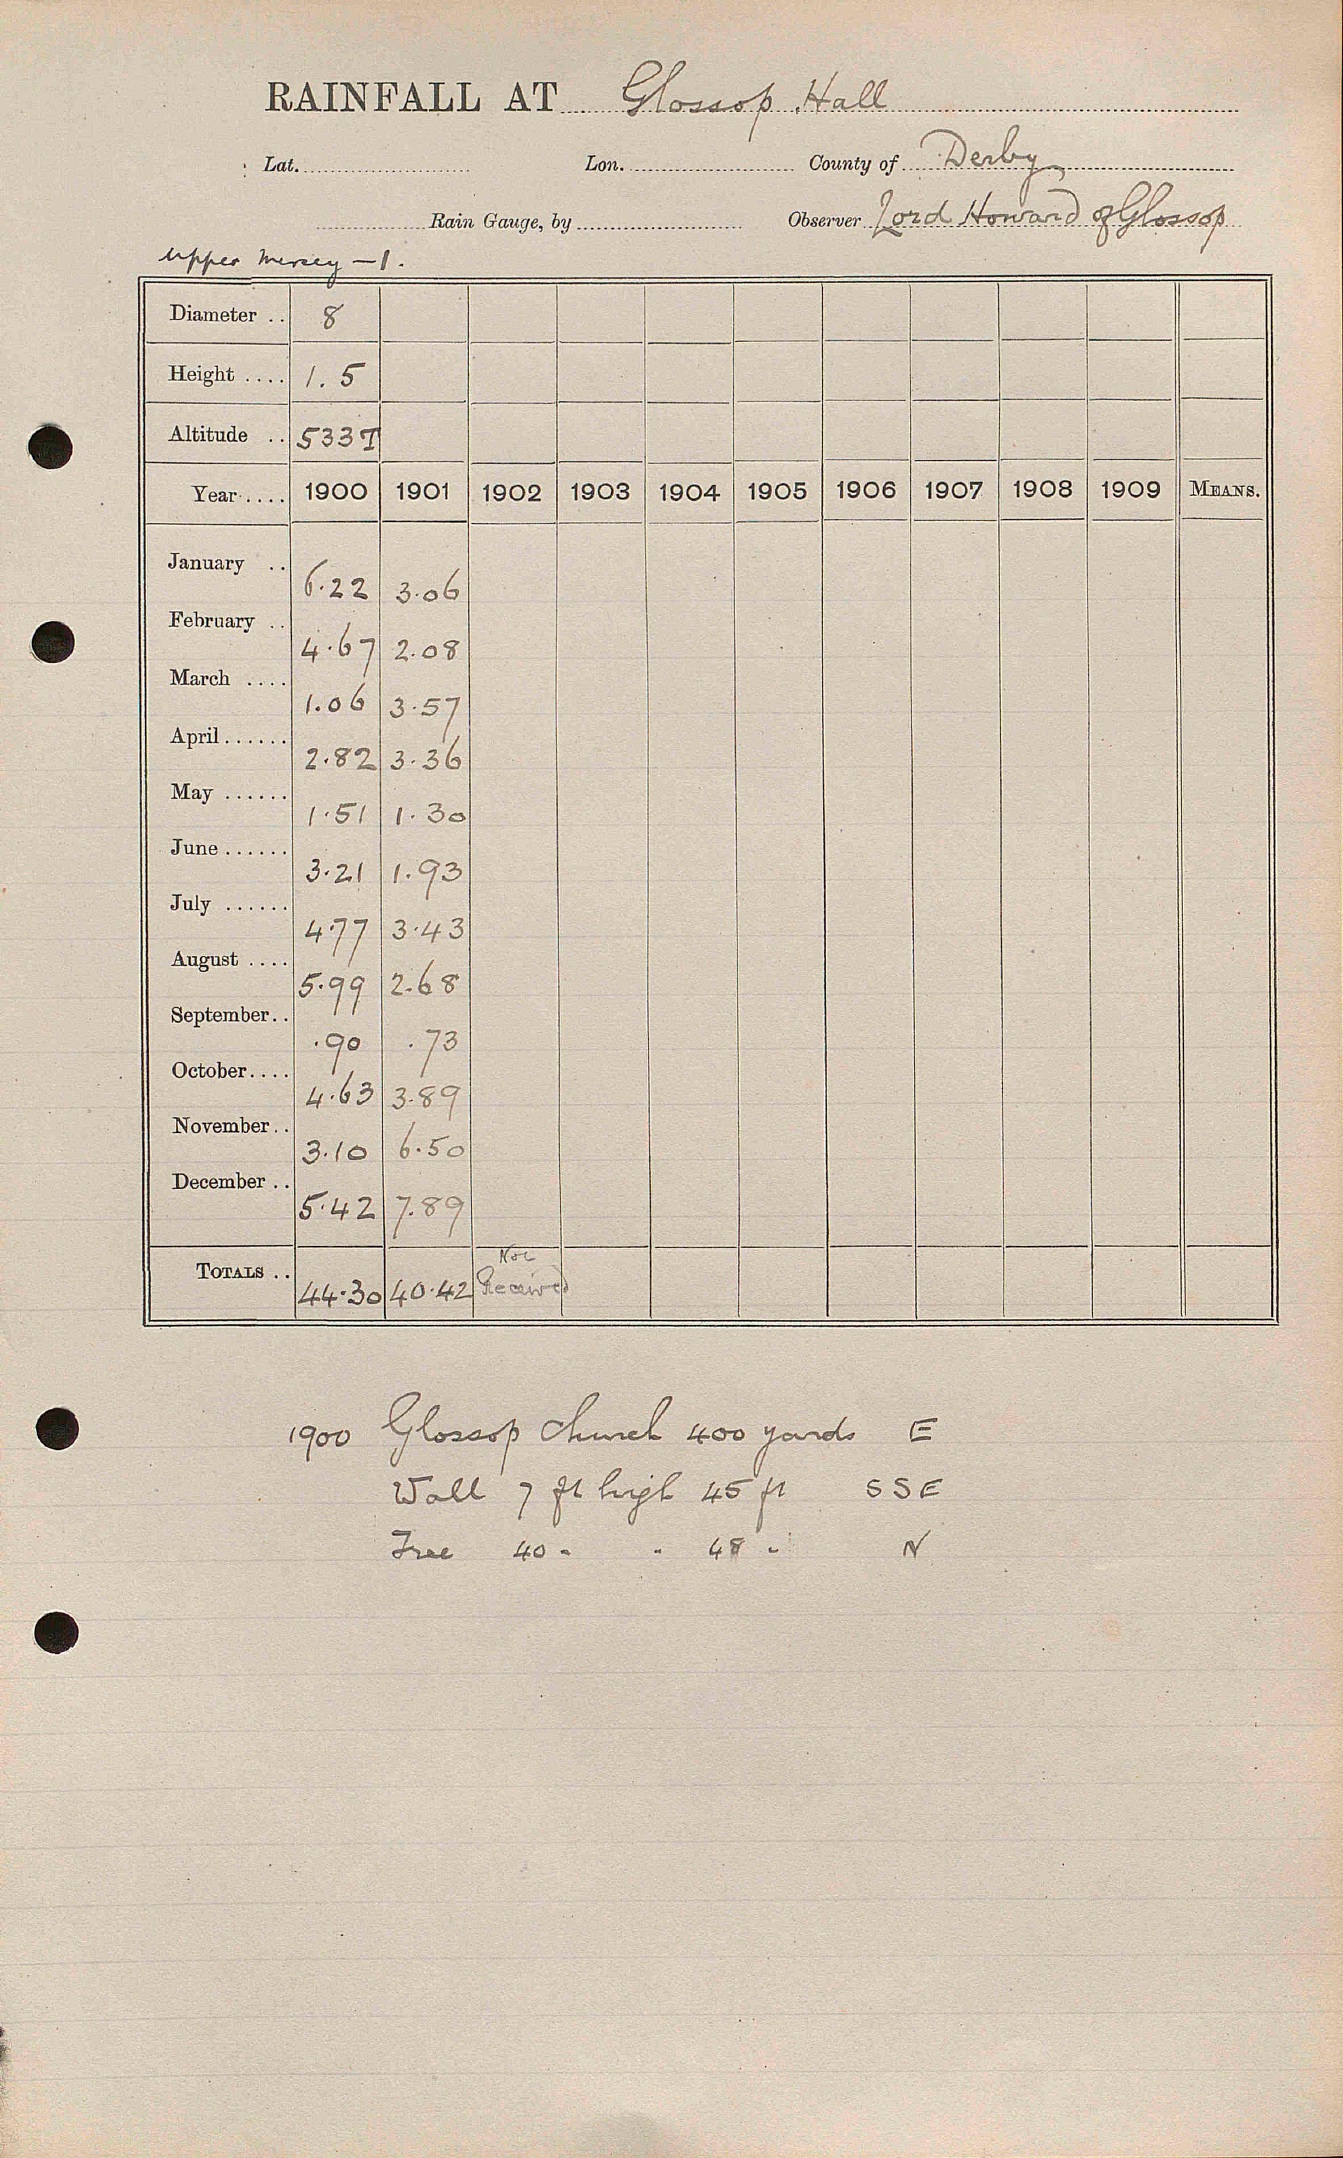 RAINFALL AT Glossop Hall
Lat. Lon. County of Derby
Rain Gauge, by Observer Lord Howard of Glossop
Upper Mersey — 1.
Diameter .. 8
Height .... 1.5
Altitude .. 533T
Year .... 1900 1901 1902 1903 1904 1905 1906 1907 1908 1909 MEANS.
January .. 6.22 3.06
February .. 4.67 2.08
March .... 1.06 3.57
April ...... 2.82 3.36
May ...... 1.51 1.30
June ...... 3.21 1.93
July ...... 4.77 3.43
August .... 5.99 2.68
September .. .90 .73
October .... 4.63 3.89
November .. 3.10 6.50
December .. 5.42 7.89
TOTALS .. 44.30 40.42 Not Received
1900 Glossop Church 400 yards E
Wall 7 ft high 45 ft SSE
Tree 40 " " 48 " N